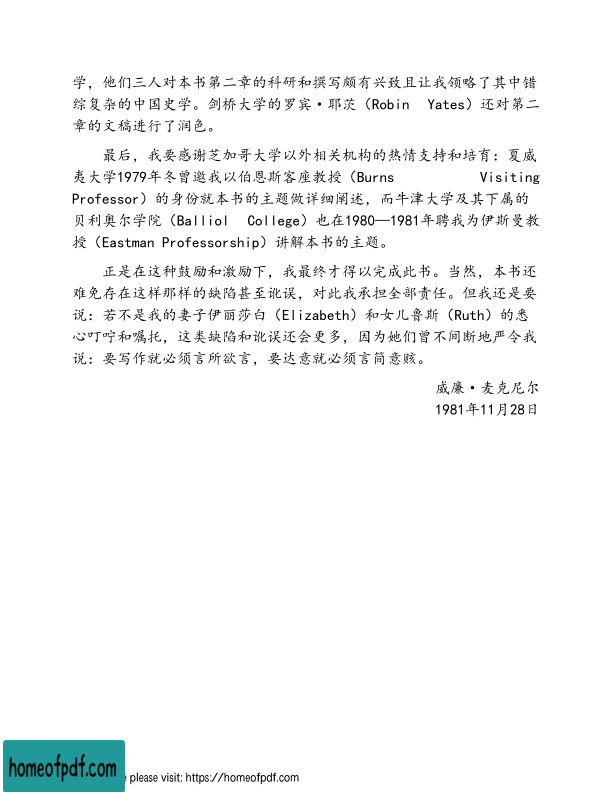 学，他们三人对本书第二章的科研和撰写颇有兴致且让我领略了其中错
综复杂的中国史学。剑桥大学的罗宾·耶茨（Robin Yates）还对第二
章的文稿进行了润色。
最后，我要感谢芝加哥大学以外相关机构的热情支持和培育：夏威
夷大学1979年冬曾邀我以伯恩斯客座教授（Burns Visiting
Professor）的身份就本书的主题做详细阐述，而牛津大学及其下属的
贝利奥尔学院（Balliol College）也在1980—1981年聘我为伊斯曼教
授（Eastman Professorship）讲解本书的主题。
正是在这种鼓励和激励下，我最终才得以完成此书。当然，本书还
难免存在这样那样的缺陷甚至讹误，对此我承担全部责任。但我还是要
说：若不是我的妻子伊丽莎白（Elizabeth）和女儿鲁斯（Ruth）的悉
心叮咛和嘱托，这类缺陷和讹误还会更多，因为她们曾不间断地严令我
说：要写作就必须言所欲言，要达意就必须言简意赅。
威廉·麦克尼尔
1981年11月28日
homeofpdf.com
e please visit: https://homeofpdf.com